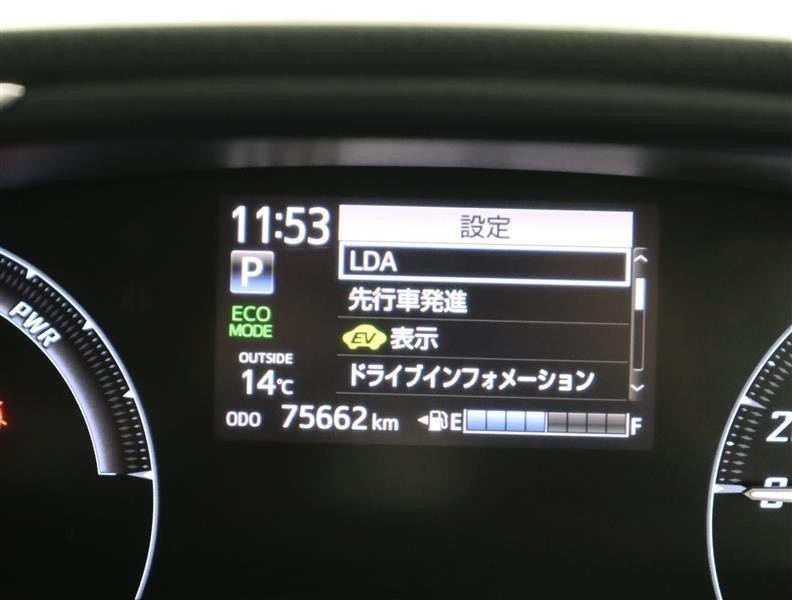 11:53
設定
P
LDA
先行車発進
ECO
MODE
EV 表示
OUTSIDE
14℃
ドライブインフォメーション
ODO 75662 km
E F
PWR